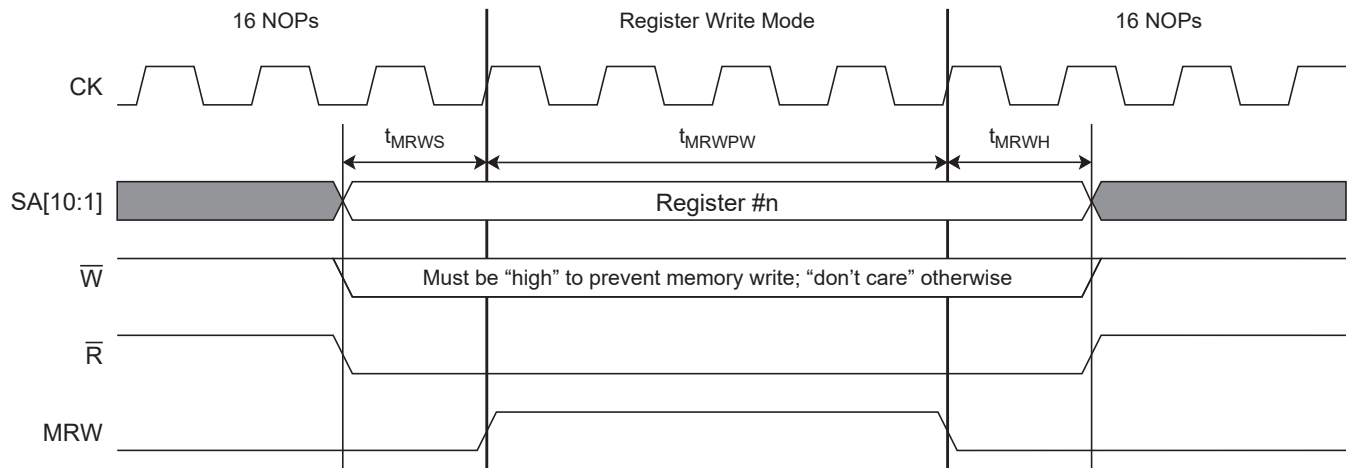 16 NOPs Register Write Mode 16 NOPs
CK
tMRWS tMRWPW tMRWH
SA[10:1] Register #n
W̅ Must be “high” to prevent memory write; “don’t care” otherwise
R̅
MRW